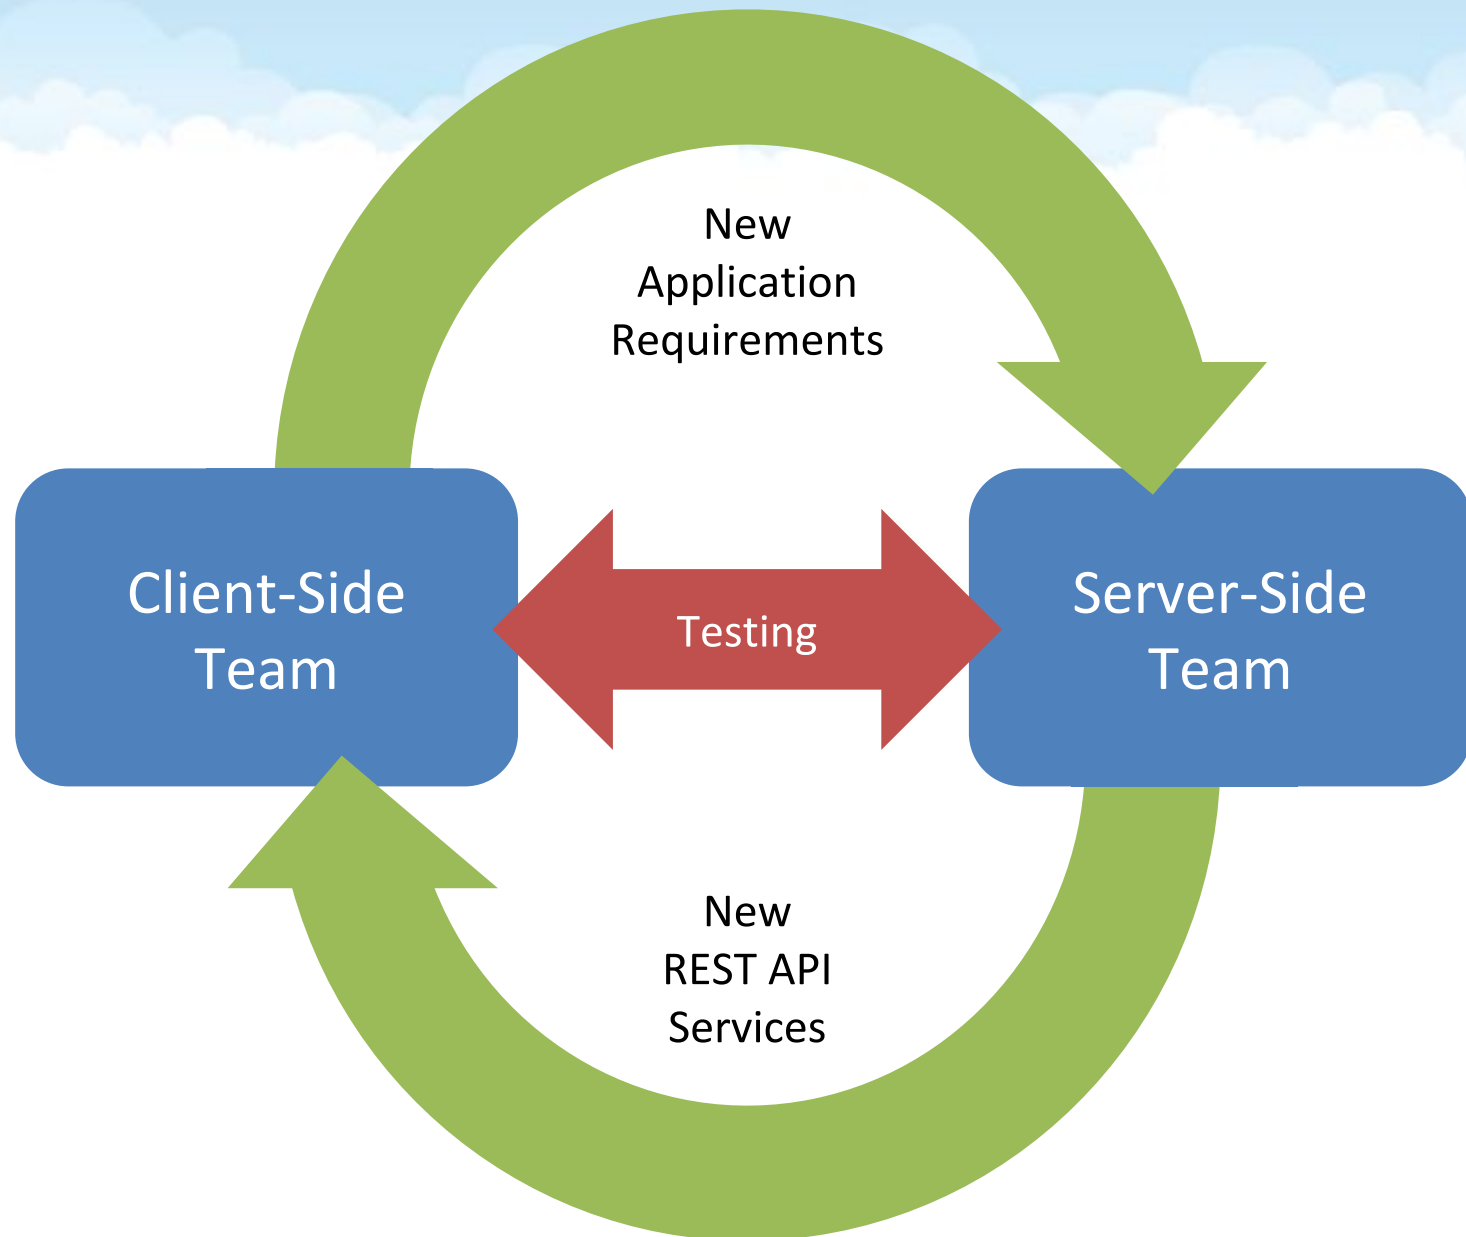 New
Application
Requirements
Client-Side
Team
Testing
Server-Side
Team
New
REST API
Services